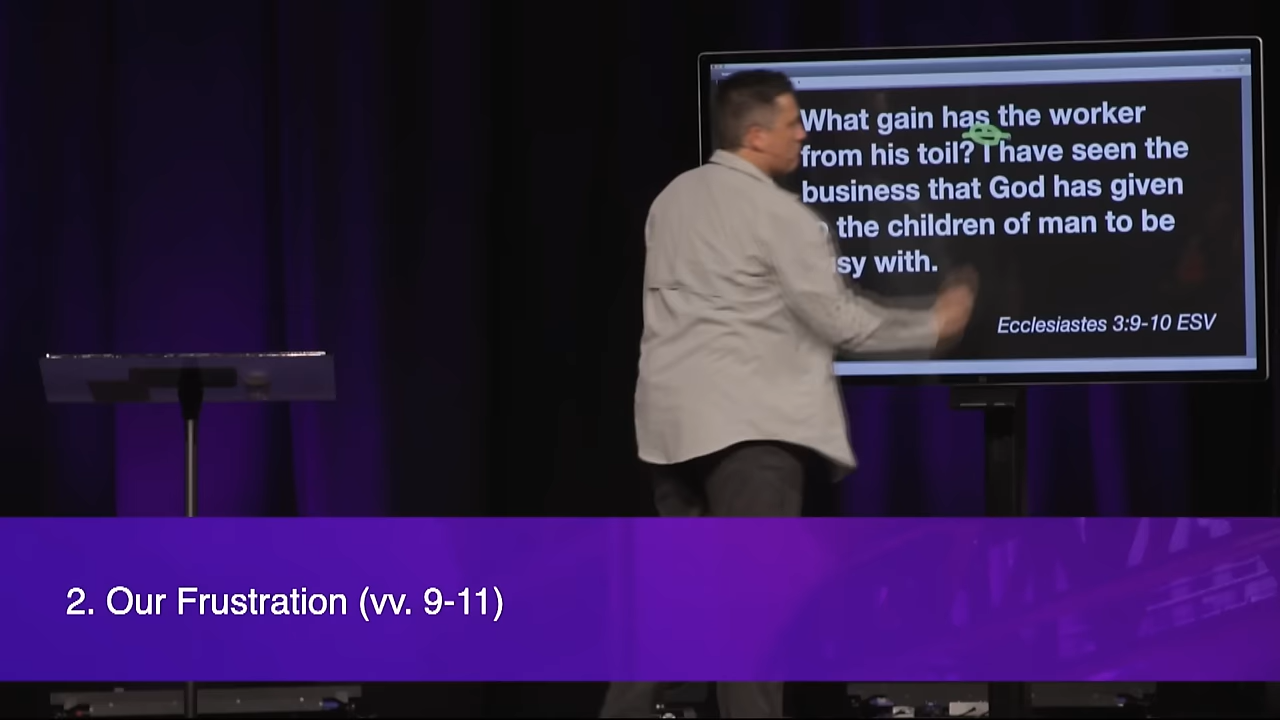 What gain has the worker
from his toil? I have seen the
business that God has given
the children of man to be
with.
Ecclesiastes 3:9-10 ESV
2. Our Frustration (vv. 9-11)